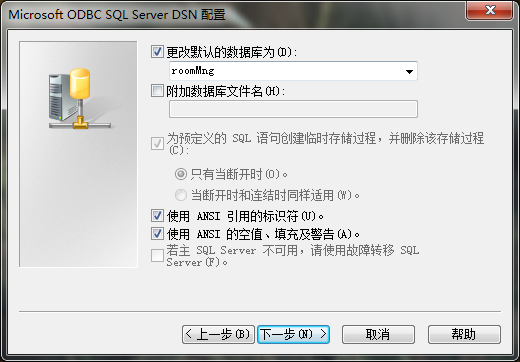 Microsoft ODBC SQL Server DSN 配置
更改默认的数据库为(D):
roomMng
附加数据库文件名(H):
为预定义的 SQL 语句创建临时存储过程，并删除该存储过程
(C):
只有当断开时(O)。
当断开时和连结时同样适用(W)。
使用 ANSI 引用的标识符(U)。
使用 ANSI 的空值、填充及警告(A)。
若主 SQL Server 不可用，请使用故障转移 SQL
Server(F)。
< 上一步(B)
下一步(N) >
取消
帮助